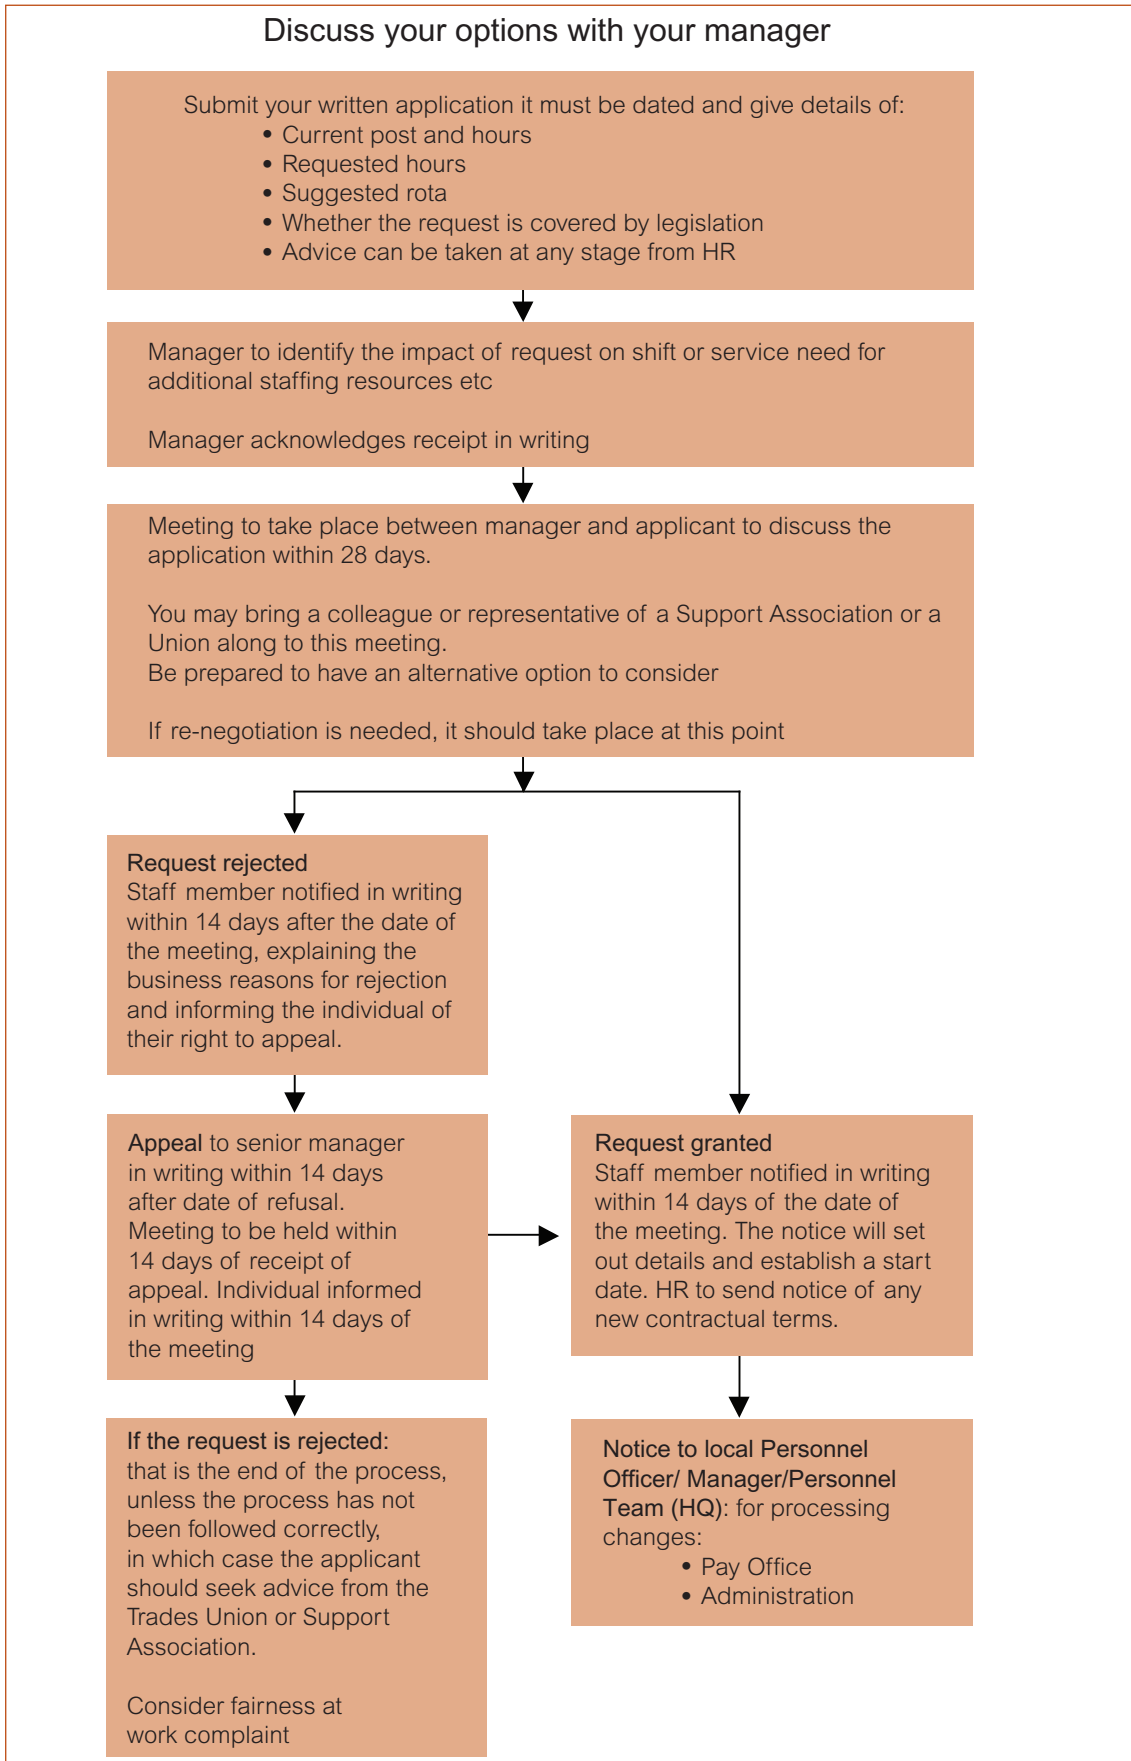 Discuss your options with your manager
Submit your written application it must be dated and give details of:
• Current post and hours
• Requested hours
• Suggested rota
• Whether the request is covered by legislation
• Advice can be taken at any stage from HR
Manager to identify the impact of request on shift or service need for
additional staffing resources etc
Manager acknowledges receipt in writing
Meeting to take place between manager and applicant to discuss the
application within 28 days.
You may bring a colleague or representative of a Support Association or a
Union along to this meeting.
Be prepared to have an alternative option to consider
If re-negotiation is needed, it should take place at this point
Request rejected
Staff member notified in writing
within 14 days after the date of
the meeting, explaining the
business reasons for rejection
and informing the individual of
their right to appeal.
Appeal to senior manager
in writing within 14 days
after date of refusal.
Meeting to be held within
14 days of receipt of
appeal. Individual informed
in writing within 14 days of
the meeting
Request granted
Staff member notified in writing
within 14 days of the date of
the meeting. The notice will set
out details and establish a start
date. HR to send notice of any
new contractual terms.
If the request is rejected:
that is the end of the process,
unless the process has not
been followed correctly,
in which case the applicant
should seek advice from the
Trades Union or Support
Association.
Consider fairness at
work complaint
Notice to local Personnel
Officer/ Manager/Personnel
Team (HQ): for processing
changes:
• Pay Office
• Administration